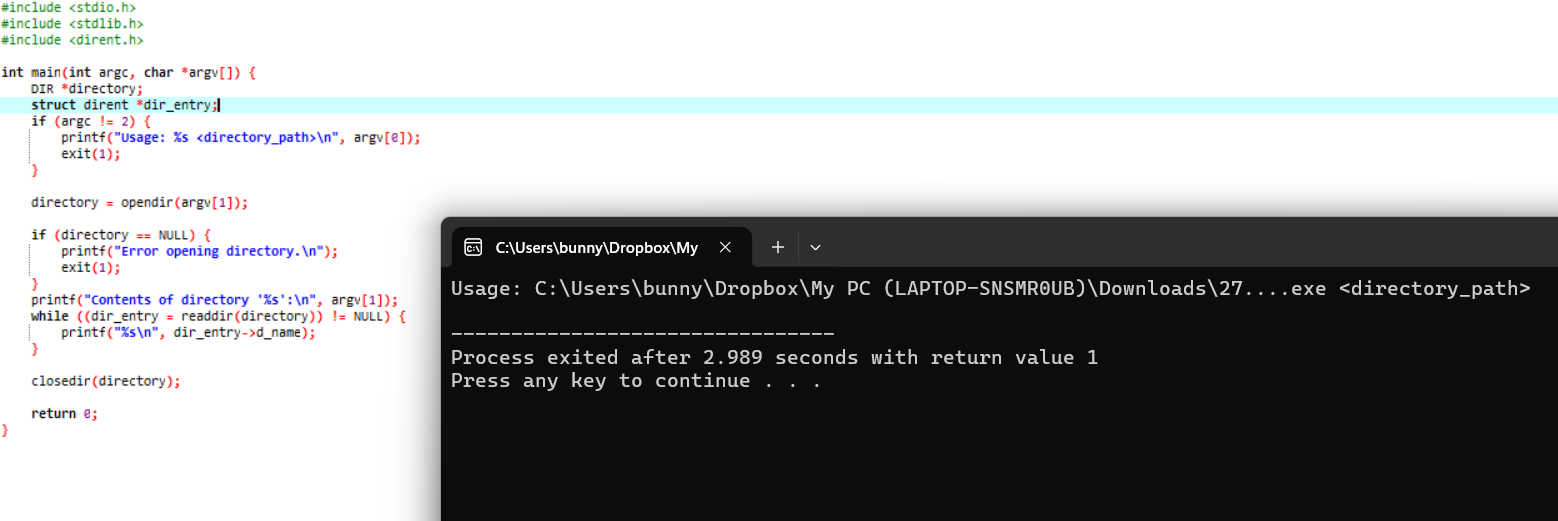 #include <stdio.h>
#include <stdlib.h>
#include <dirent.h>
int main(int argc, char *argv[]) {
DIR *directory;
struct dirent *dir_entry;
if (argc != 2) {
printf("Usage: %s <directory_path>\n", argv[0]);
exit(1);
}
directory = opendir(argv[1]);
if (directory == NULL) {
printf("Error opening directory.\n");
exit(1);
}
printf("Contents of directory '%s':\n", argv[1]);
while ((dir_entry = readdir(directory)) != NULL) {
printf("%s\n", dir_entry->d_name);
}
closedir(directory);
return 0;
}
C:\Users\bunny\Dropbox\My
Usage: C:\Users\bunny\Dropbox\My PC (LAPTOP-SNSMR0UB)\Downloads\27....exe <directory_path>
--------------------------------
Process exited after 2.989 seconds with return value 1
Press any key to continue . . .